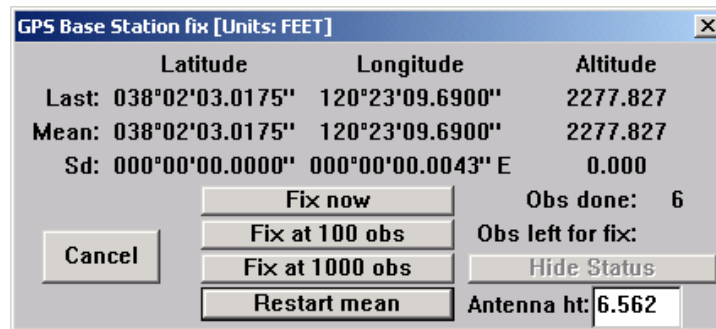 GPS Base Station fix [Units: FEET]
Latitude Longitude Altitude
Last: 038°02'03.0175" 120°23'09.6900" 2277.827
Mean: 038°02'03.0175" 120°23'09.6900" 2277.827
Sd: 000°00'00.0000" 000°00'00.0043" E 0.000
Fix now Obs done: 6
Fix at 100 obs Obs left for fix:
Cancel Fix at 1000 obs Hide Status
Restart mean Antenna ht: 6.562